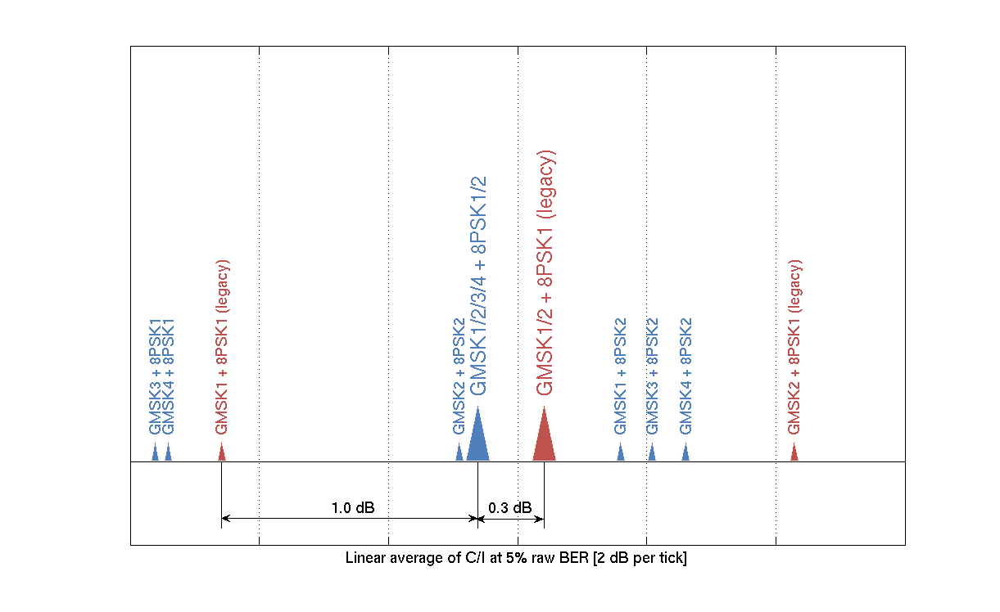 GMSK3 + 8PSK1
GMSK4 + 8PSK1
GMSK1 + 8PSK1 (legacy)
GMSK2 + 8PSK2
GMSK1/2/3/4 + 8PSK1/2
GMSK1/2 + 8PSK1 (legacy)
GMSK1 + 8PSK2
GMSK3 + 8PSK2
GMSK4 + 8PSK2
GMSK2 + 8PSK1 (legacy)
1.0 dB
0.3 dB
Linear average of C/I at 5% raw BER [2 dB per tick]